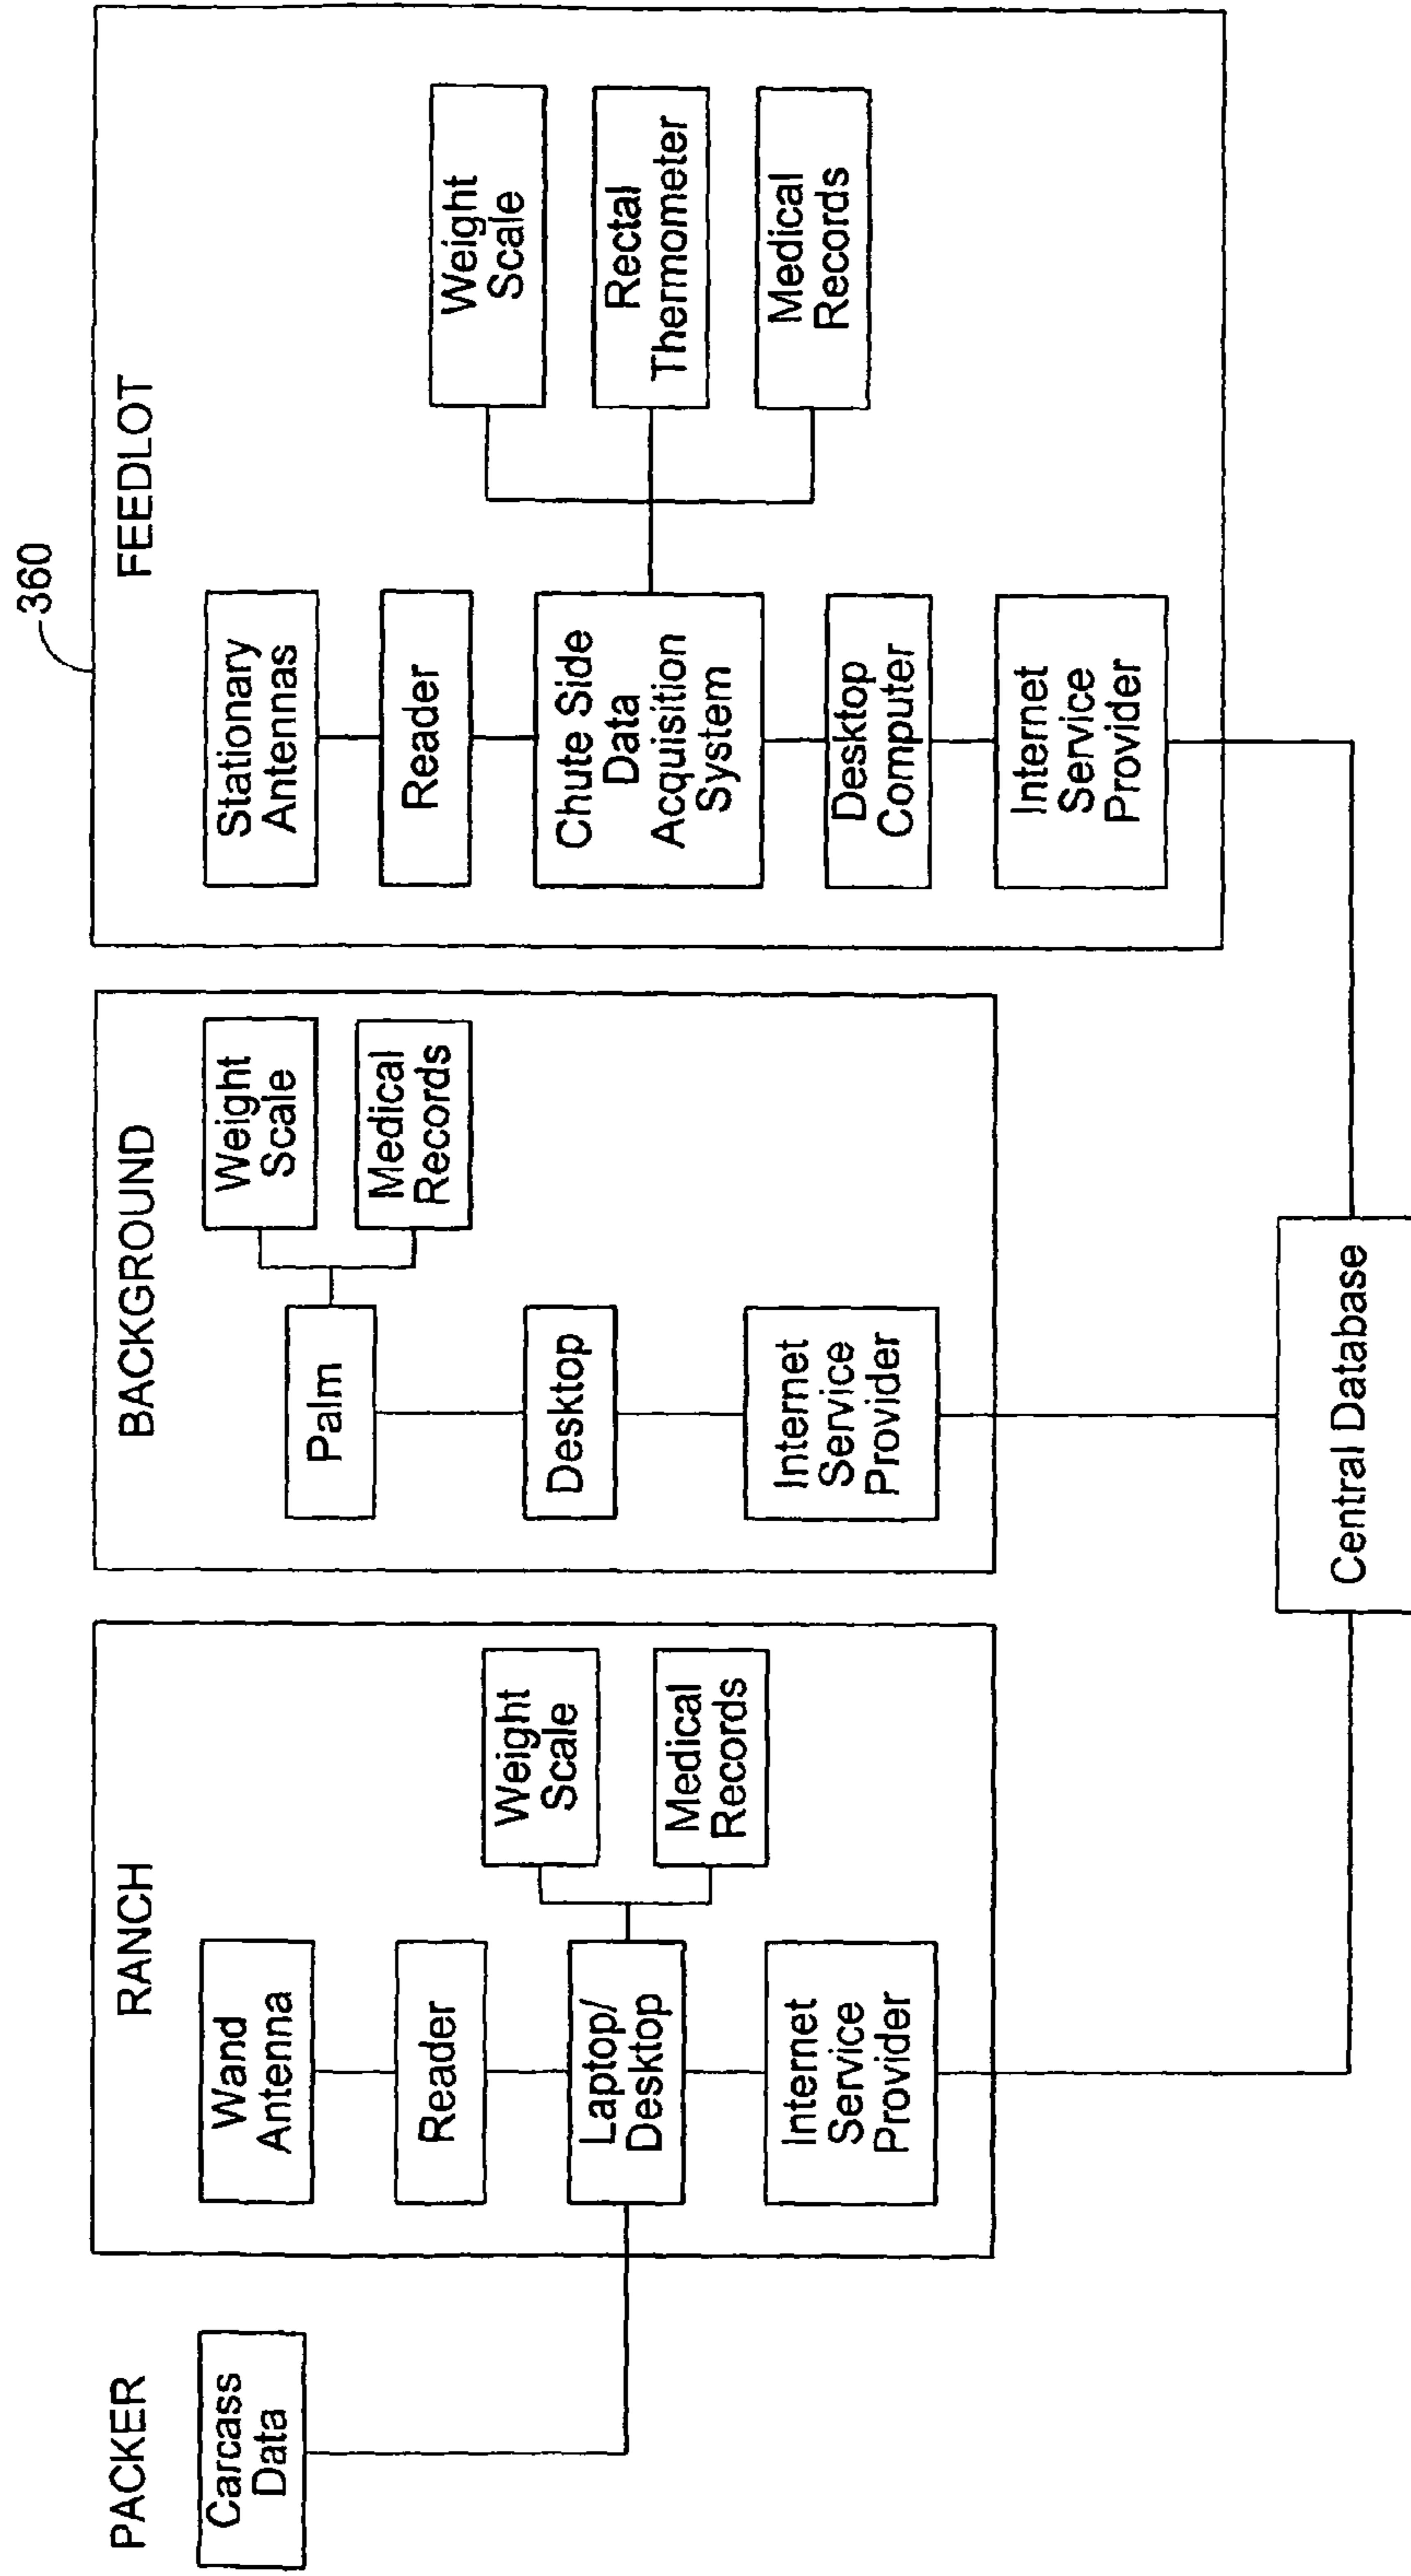 360
PACKER
Carcass
Data
RANCH
Wand
Antenna
Reader
Laptop/
Desktop
Weight
Scale
Medical
Records
Internet
Service
Provider
BACKGROUND
Weight
Scale
Medical
Records
Palm
Desktop
Internet
Service
Provider
FEEDLOT
Stationary
Antennas
Reader
Chute Side
Data
Acquisition
System
Weight
Scale
Rectal
Thermometer
Medical
Records
Desktop
Computer
Internet
Service
Provider
Central Database